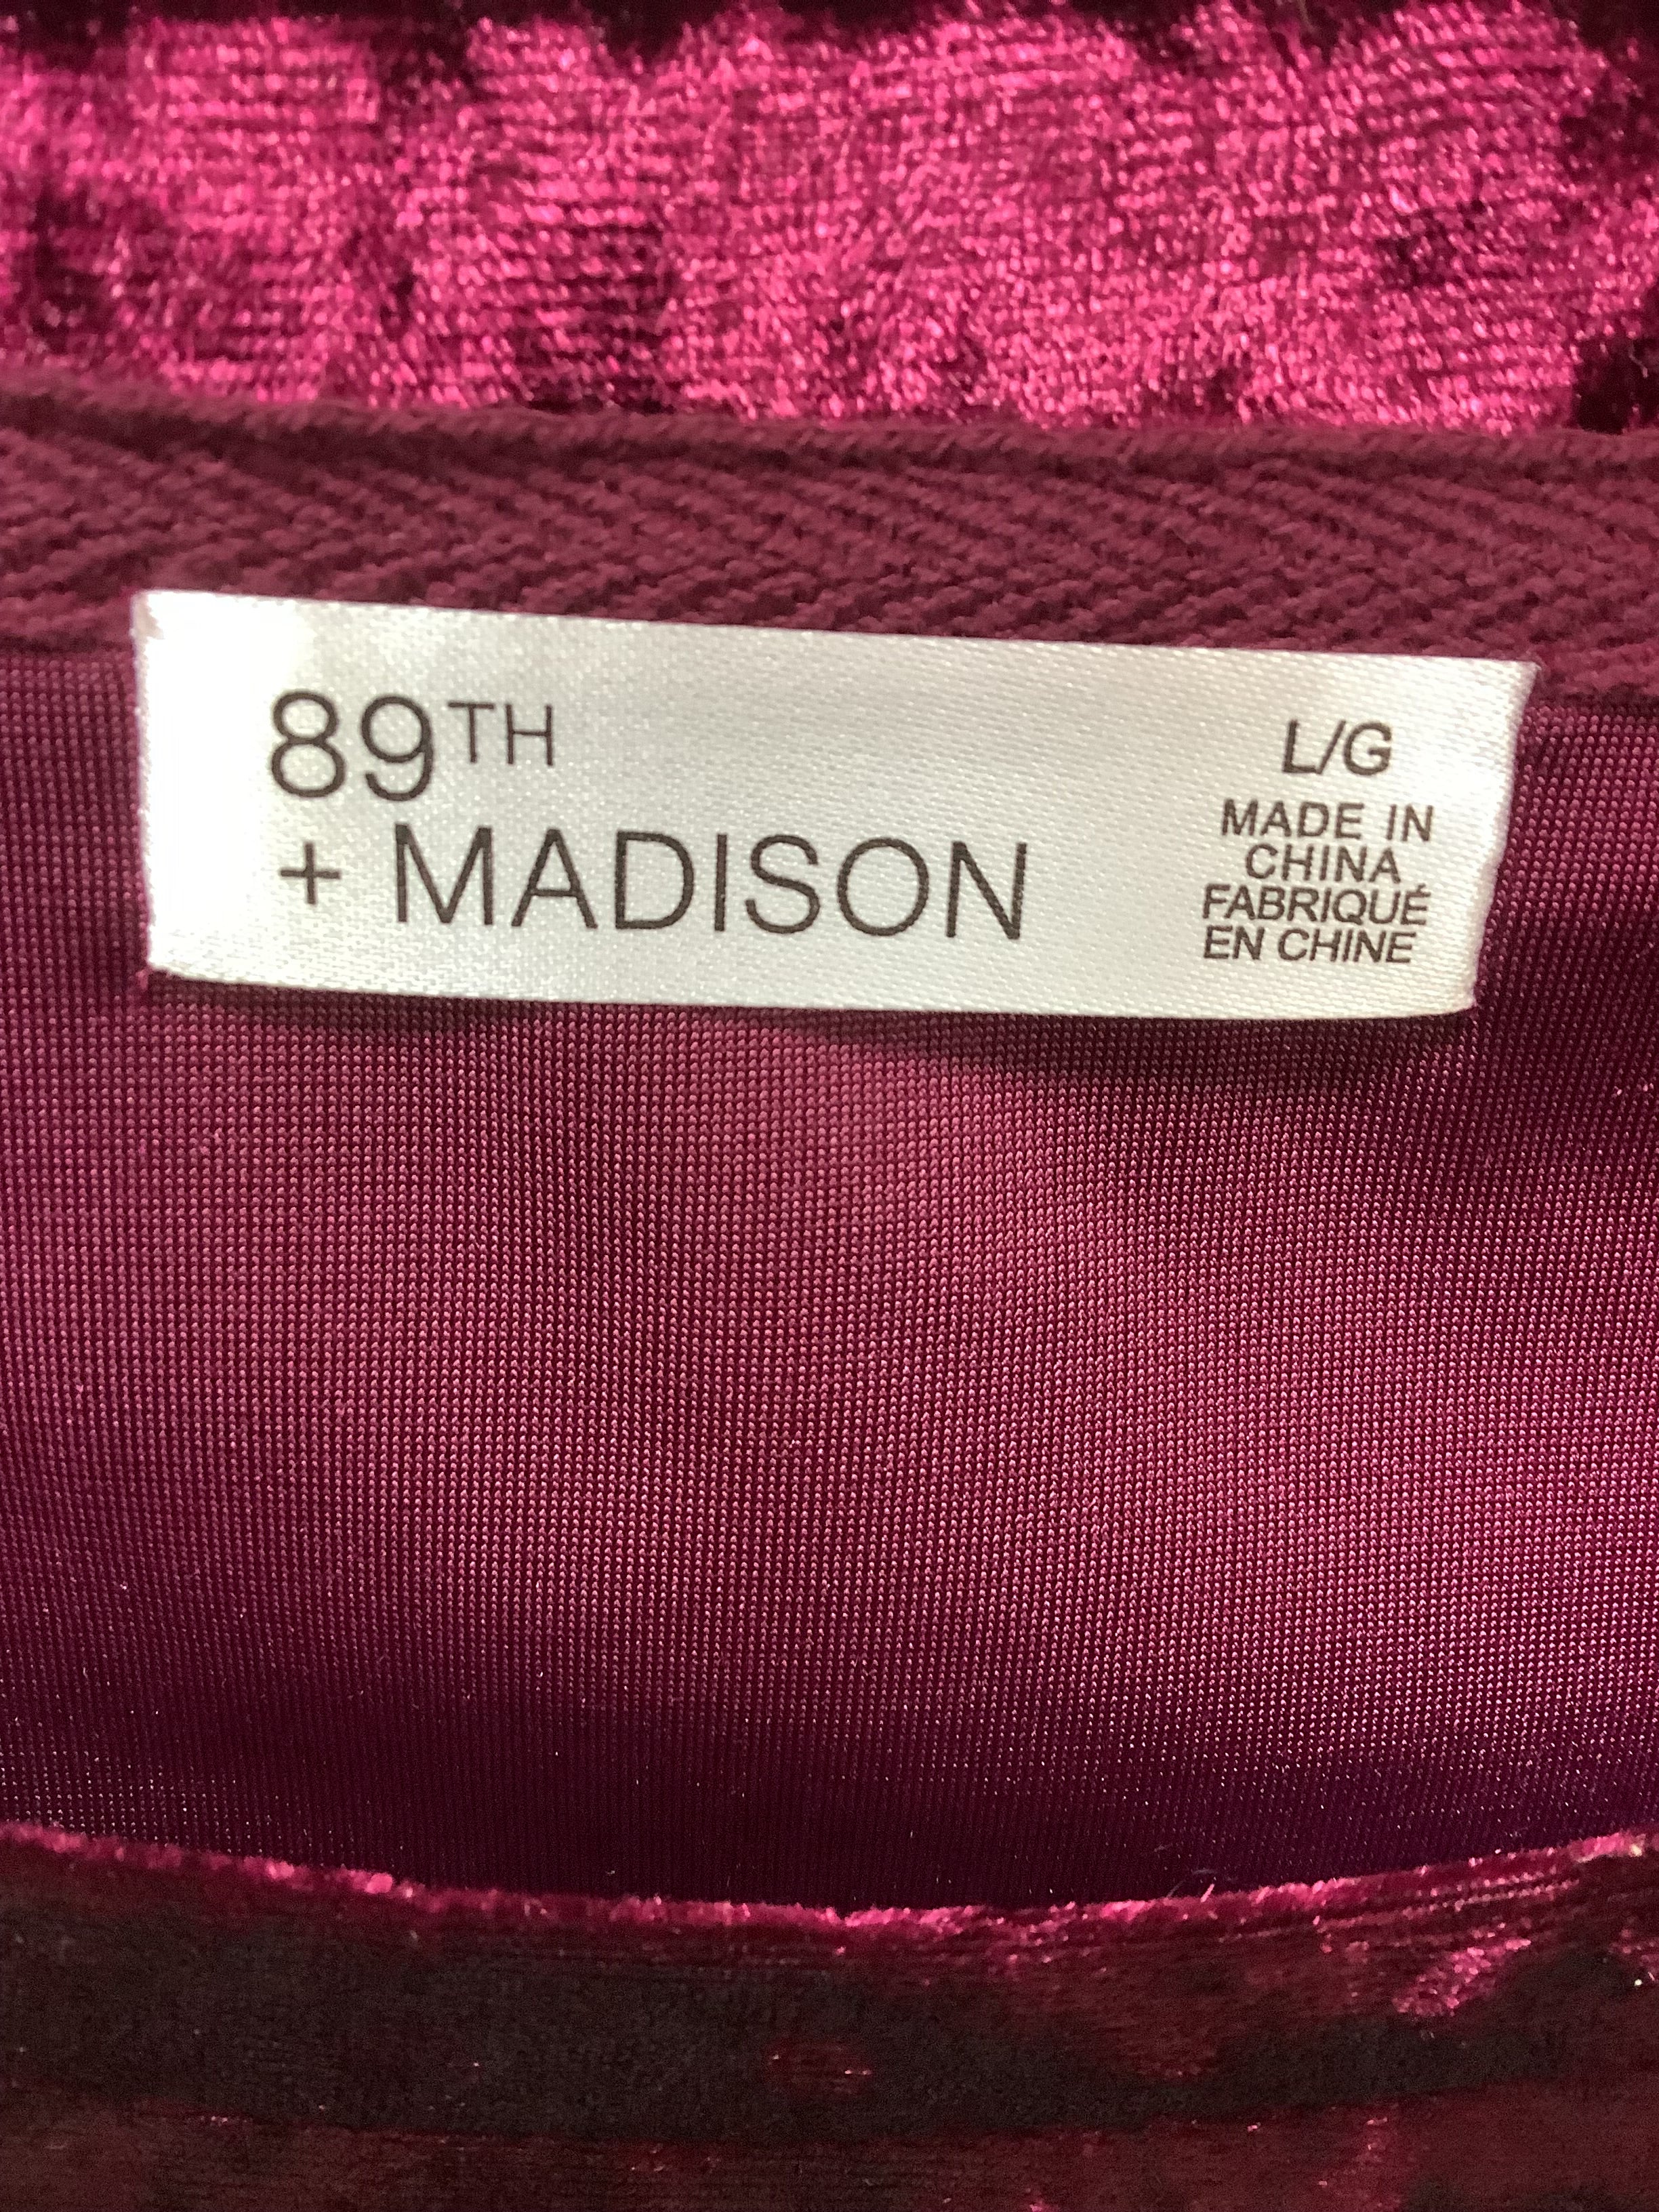 89TH
+ MADISON
L/G
MADE IN
CHINA
FABRIQUÉ
EN CHINE